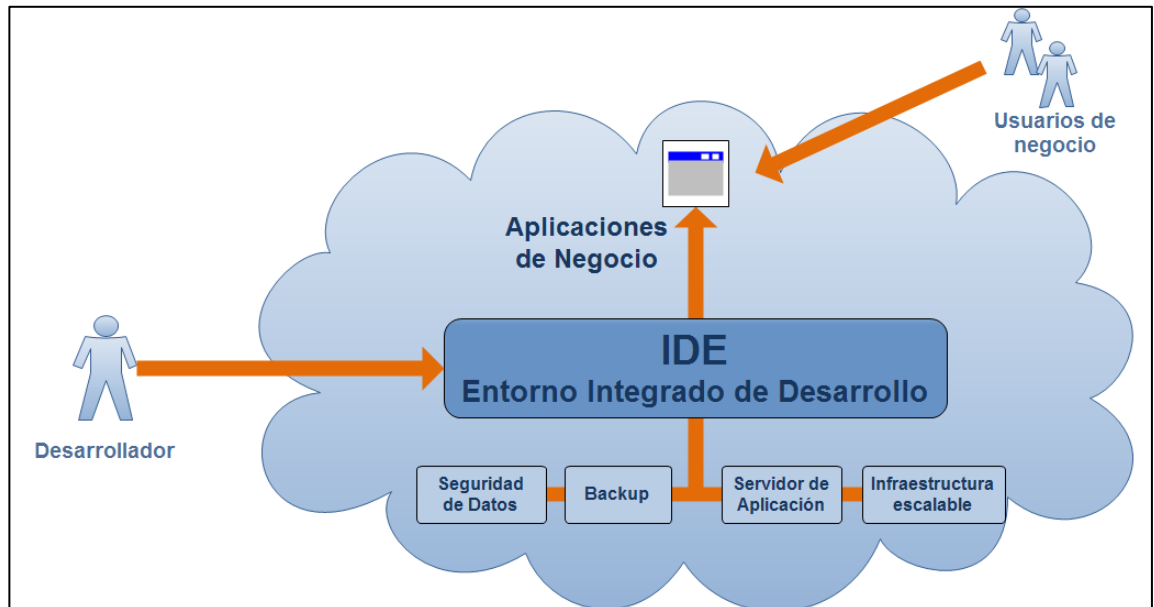 Usuarios de
negocio
Aplicaciones
de Negocio
IDE
Entorno Integrado de Desarrollo
Desarrollador
Seguridad
de Datos
Backup
Servidor de
Aplicación
Infraestructura
escalable